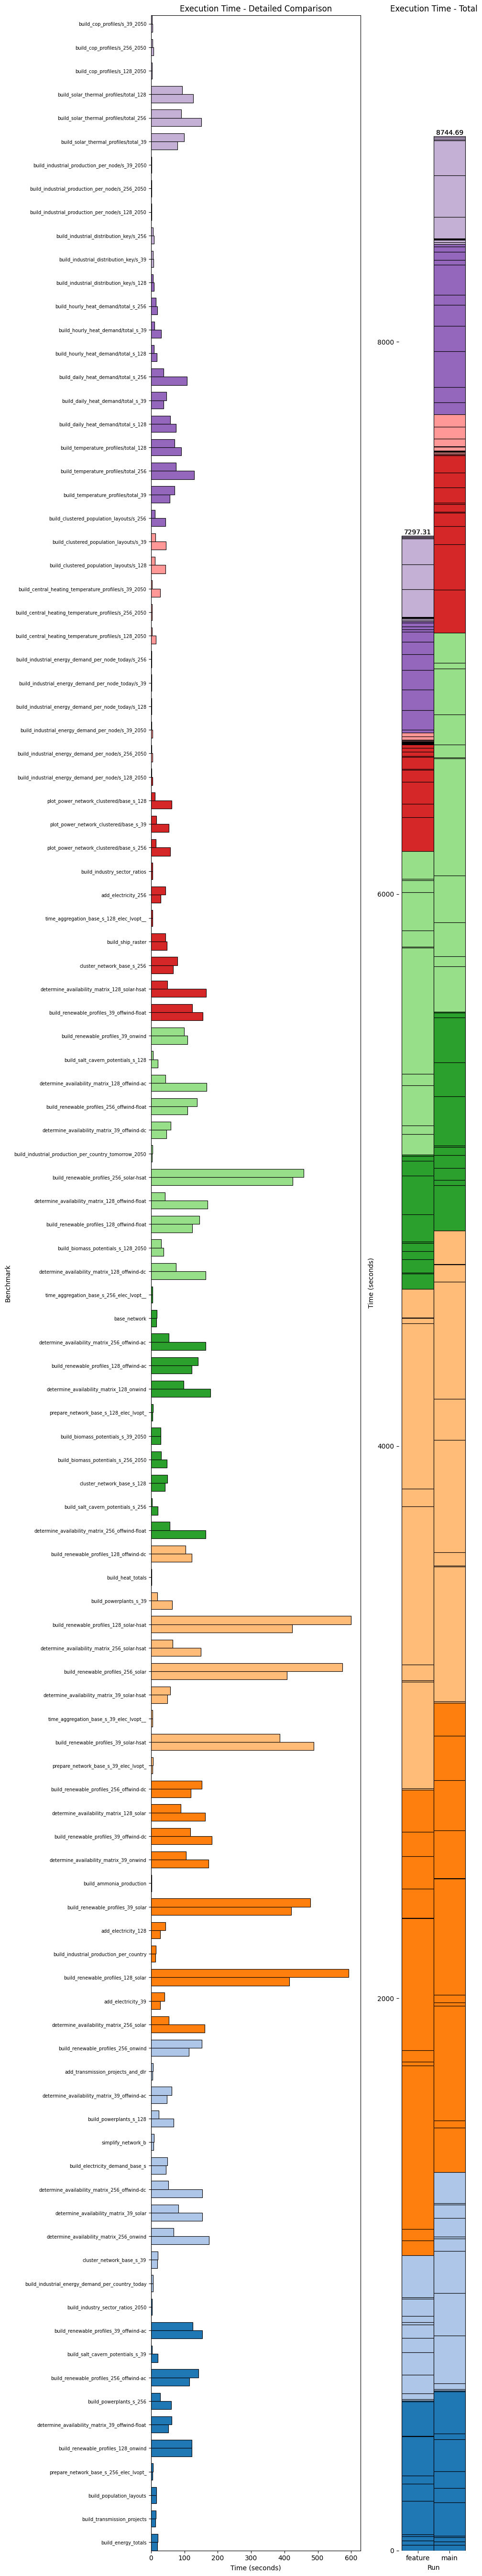 Execution Time - Detailed Comparison
Execution Time - Total
build_cop_profiles/s_39_2050
build_cop_profiles/s_256_2050
build_cop_profiles/s_128_2050
build_solar_thermal_profiles/total_128
build_solar_thermal_profiles/total_256
build_solar_thermal_profiles/total_39
build_industrial_production_per_node/s_39_2050
build_industrial_production_per_node/s_256_2050
build_industrial_production_per_node/s_128_2050
build_industrial_distribution_key/s_256
build_industrial_distribution_key/s_39
build_industrial_distribution_key/s_128
build_hourly_heat_demand/total_s_256
build_hourly_heat_demand/total_s_39
build_hourly_heat_demand/total_s_128
build_daily_heat_demand/total_s_256
build_daily_heat_demand/total_s_39
build_daily_heat_demand/total_s_128
build_temperature_profiles/total_128
build_temperature_profiles/total_256
build_temperature_profiles/total_39
build_clustered_population_layouts/s_256
build_clustered_population_layouts/s_39
build_clustered_population_layouts/s_128
build_central_heating_temperature_profiles/s_39_2050
build_central_heating_temperature_profiles/s_256_2050
build_central_heating_temperature_profiles/s_128_2050
build_industrial_energy_demand_per_node_today/s_256
build_industrial_energy_demand_per_node_today/s_39
build_industrial_energy_demand_per_node_today/s_128
build_industrial_energy_demand_per_node/s_39_2050
build_industrial_energy_demand_per_node/s_256_2050
build_industrial_energy_demand_per_node/s_128_2050
plot_power_network_clustered/base_s_128
plot_power_network_clustered/base_s_39
plot_power_network_clustered/base_s_256
build_industry_sector_ratios
add_electricity_256
time_aggregation_base_s_128_elec_lvopt__
build_ship_raster
cluster_network_base_s_256
determine_availability_matrix_128_solar-hsat
build_renewable_profiles_39_offwind-float
build_renewable_profiles_39_onwind
build_salt_cavern_potentials_s_128
determine_availability_matrix_128_offwind-ac
build_renewable_profiles_256_offwind-float
determine_availability_matrix_39_offwind-dc
build_industrial_production_per_country_tomorrow_2050
build_renewable_profiles_256_solar-hsat
determine_availability_matrix_128_offwind-float
build_renewable_profiles_128_offwind-float
build_biomass_potentials_s_128_2050
determine_availability_matrix_128_offwind-dc
time_aggregation_base_s_256_elec_lvopt__
base_network
determine_availability_matrix_256_offwind-ac
build_renewable_profiles_128_offwind-ac
determine_availability_matrix_128_onwind
prepare_network_base_s_128_elec_lvopt_
build_biomass_potentials_s_39_2050
build_biomass_potentials_s_256_2050
cluster_network_base_s_128
build_salt_cavern_potentials_s_256
determine_availability_matrix_256_offwind-float
build_renewable_profiles_128_offwind-dc
build_heat_totals
build_powerplants_s_39
build_renewable_profiles_128_solar-hsat
determine_availability_matrix_256_solar-hsat
build_renewable_profiles_256_solar
determine_availability_matrix_39_solar-hsat
time_aggregation_base_s_39_elec_lvopt__
build_renewable_profiles_39_solar-hsat
prepare_network_base_s_39_elec_lvopt_
build_renewable_profiles_256_offwind-dc
determine_availability_matrix_128_solar
build_renewable_profiles_39_offwind-dc
determine_availability_matrix_39_onwind
build_ammonia_production
build_renewable_profiles_39_solar
add_electricity_128
build_industrial_production_per_country
build_renewable_profiles_128_solar
add_electricity_39
determine_availability_matrix_256_solar
build_renewable_profiles_256_onwind
add_transmission_projects_and_dlr
determine_availability_matrix_39_offwind-ac
build_powerplants_s_128
simplify_network_b
build_electricity_demand_base_s
determine_availability_matrix_256_offwind-dc
determine_availability_matrix_39_solar
determine_availability_matrix_256_onwind
cluster_network_base_s_39
build_industrial_energy_demand_per_country_today
build_industry_sector_ratios_2050
build_renewable_profiles_39_offwind-ac
build_salt_cavern_potentials_s_39
build_renewable_profiles_256_offwind-ac
build_powerplants_s_256
determine_availability_matrix_39_offwind-float
build_renewable_profiles_128_onwind
prepare_network_base_s_256_elec_lvopt_
build_population_layouts
build_transmission_projects
build_energy_totals
Benchmark
0 100 200 300 400 500 600
Time (seconds)
8744.69
7297.31
8000
6000
4000
2000
0
Time (seconds)
feature main
Run